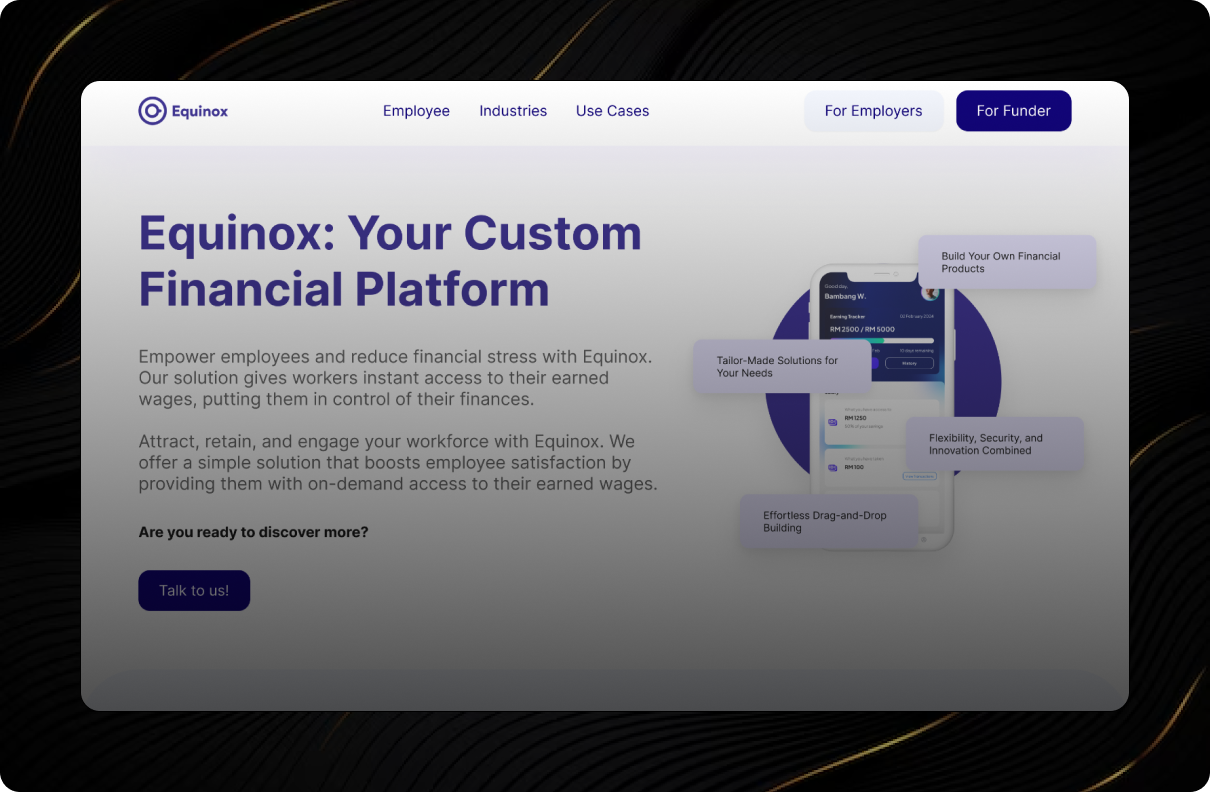 Equinox
Employee
Industries
Use Cases
For Employers
For Funder
Equinox: Your Custom
Financial Platform
Empower employees and reduce financial stress with Equinox.
Our solution gives workers instant access to their earned
wages, putting them in control of their finances.
Attract, retain, and engage your workforce with Equinox. We
offer a simple solution that boosts employee satisfaction by
providing them with on-demand access to their earned wages.
Are you ready to discover more?
Talk to us!
Build Your Own Financial
Products
Good day,
Bambang W.
Earning Tracker
RM 2500 / RM 5000
Tailor-Made Solutions for
Your Needs
History
RM 1250
Flexibility, Security, and
Innovation Combined
RM 100
Effortless Drag-and-Drop
Building